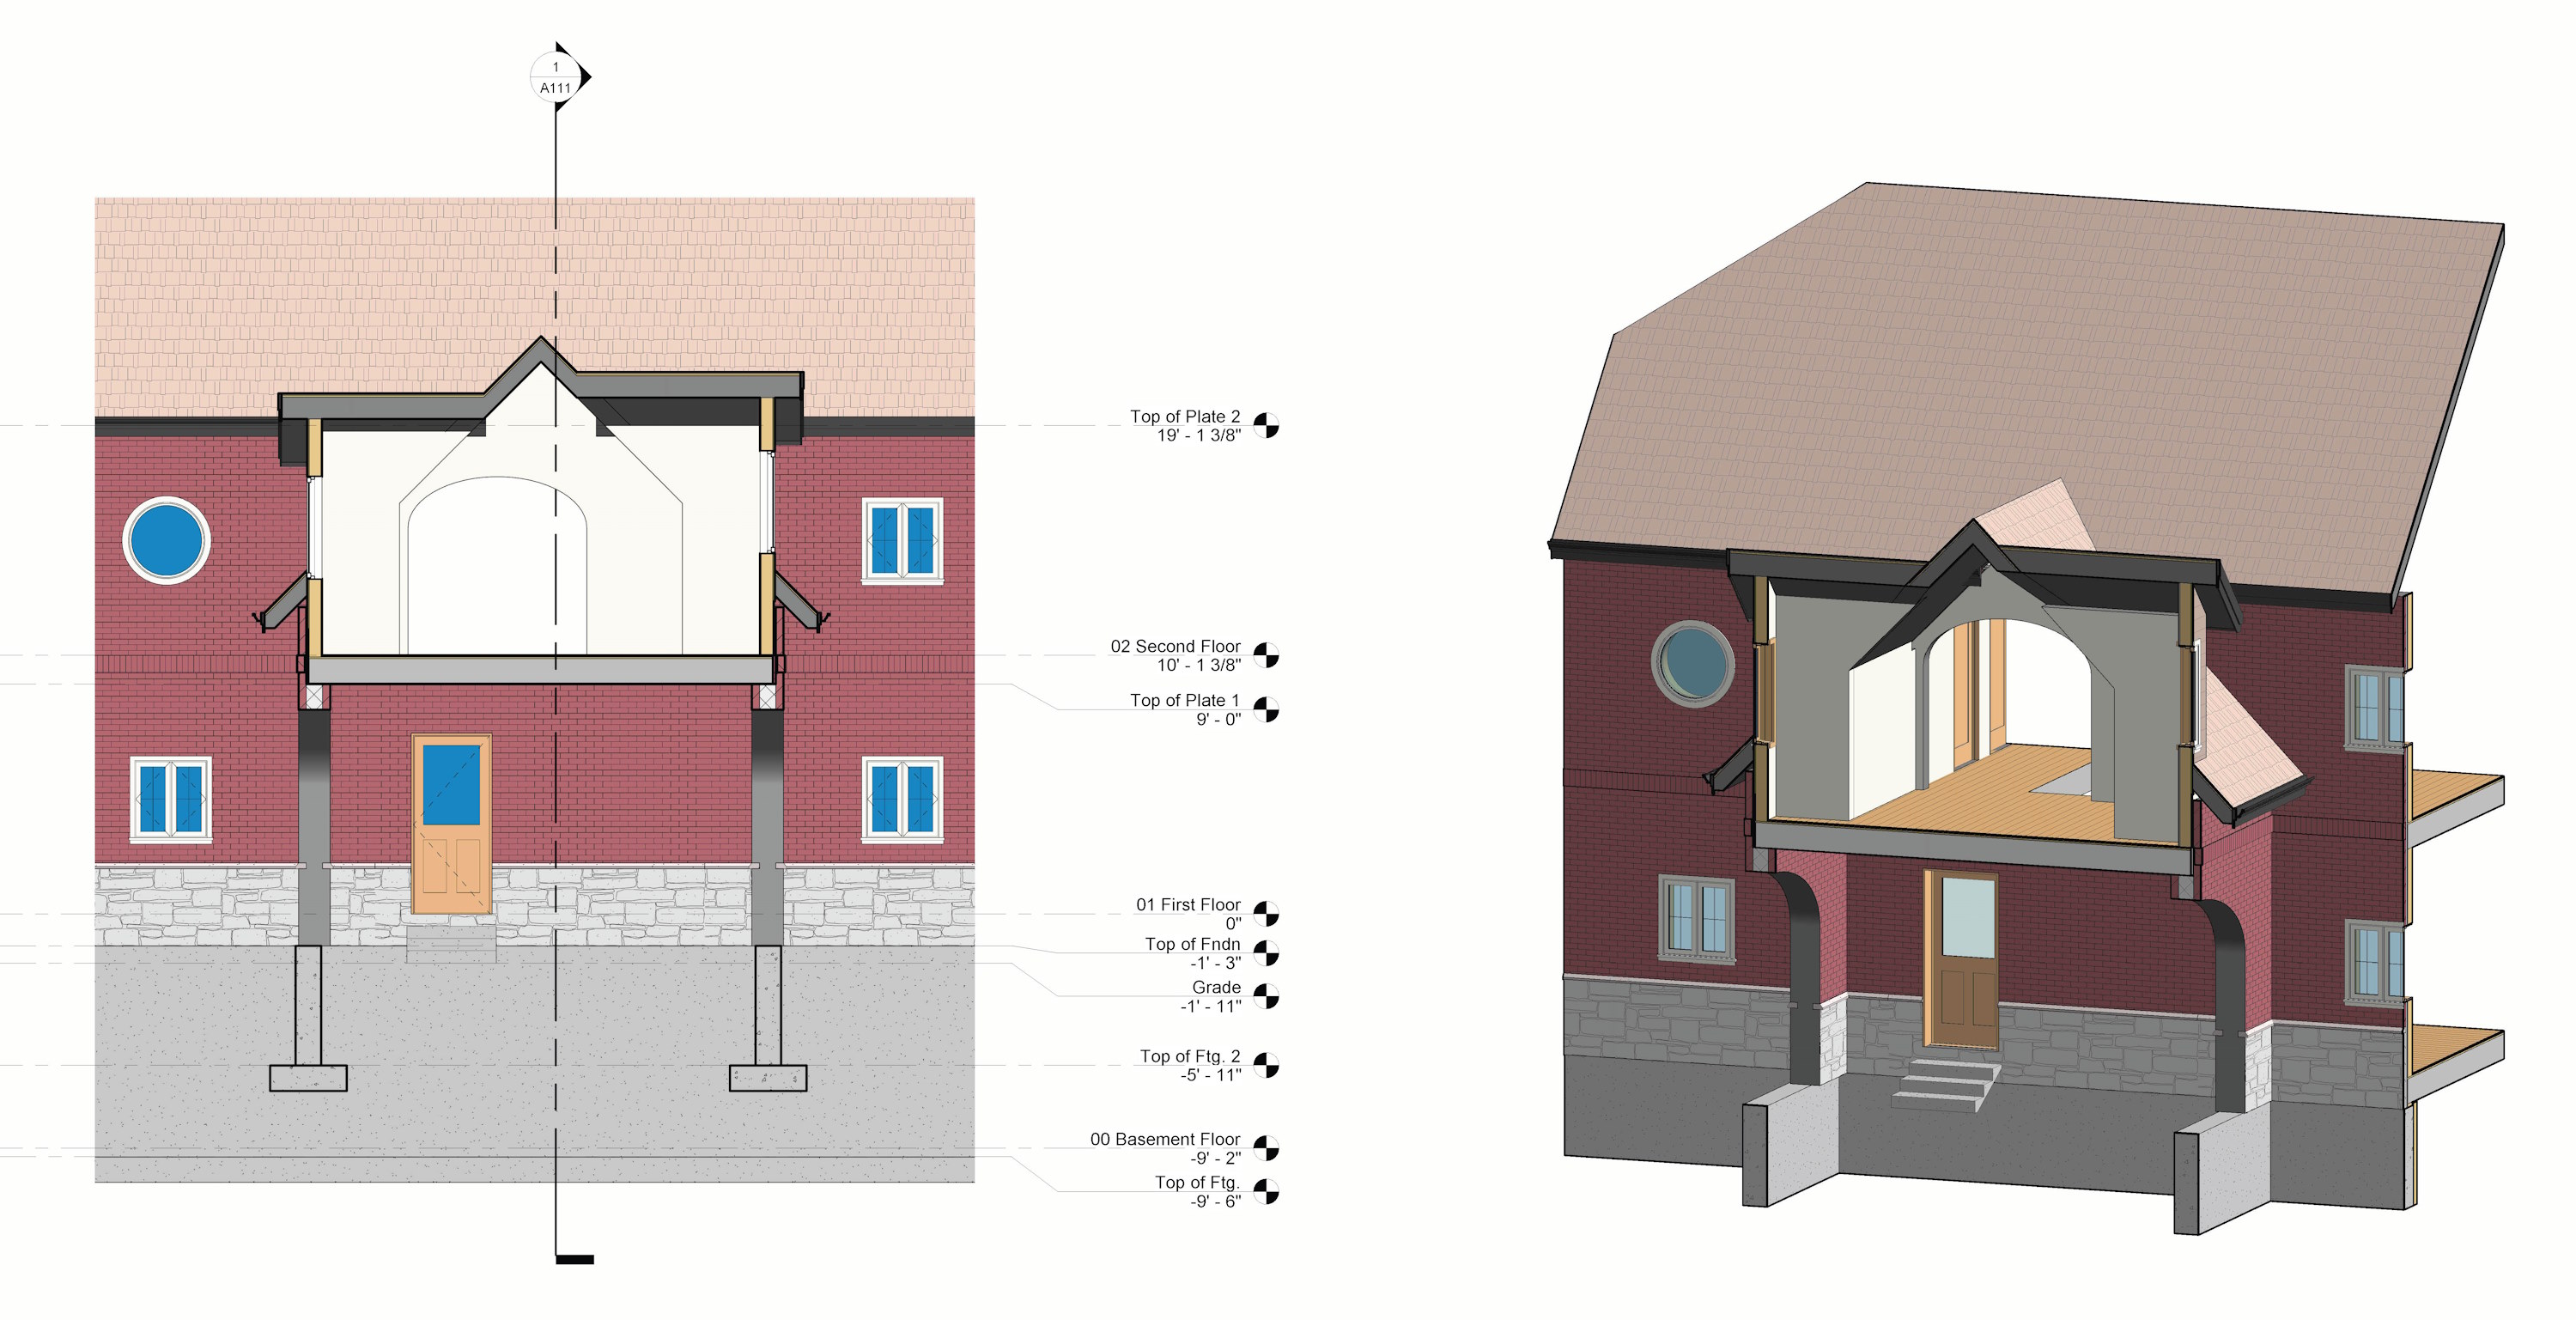 1
A111
Top of Plate 2
19' - 1 3/8"
02 Second Floor
10' - 1 3/8"
Top of Plate 1
9' - 0"
01 First Floor
0"
Top of Fndn
-1' - 3"
Grade
-1' - 11"
Top of Ftg. 2
-5' - 11"
00 Basement Floor
-9' - 2"
Top of Ftg.
-9' - 6"